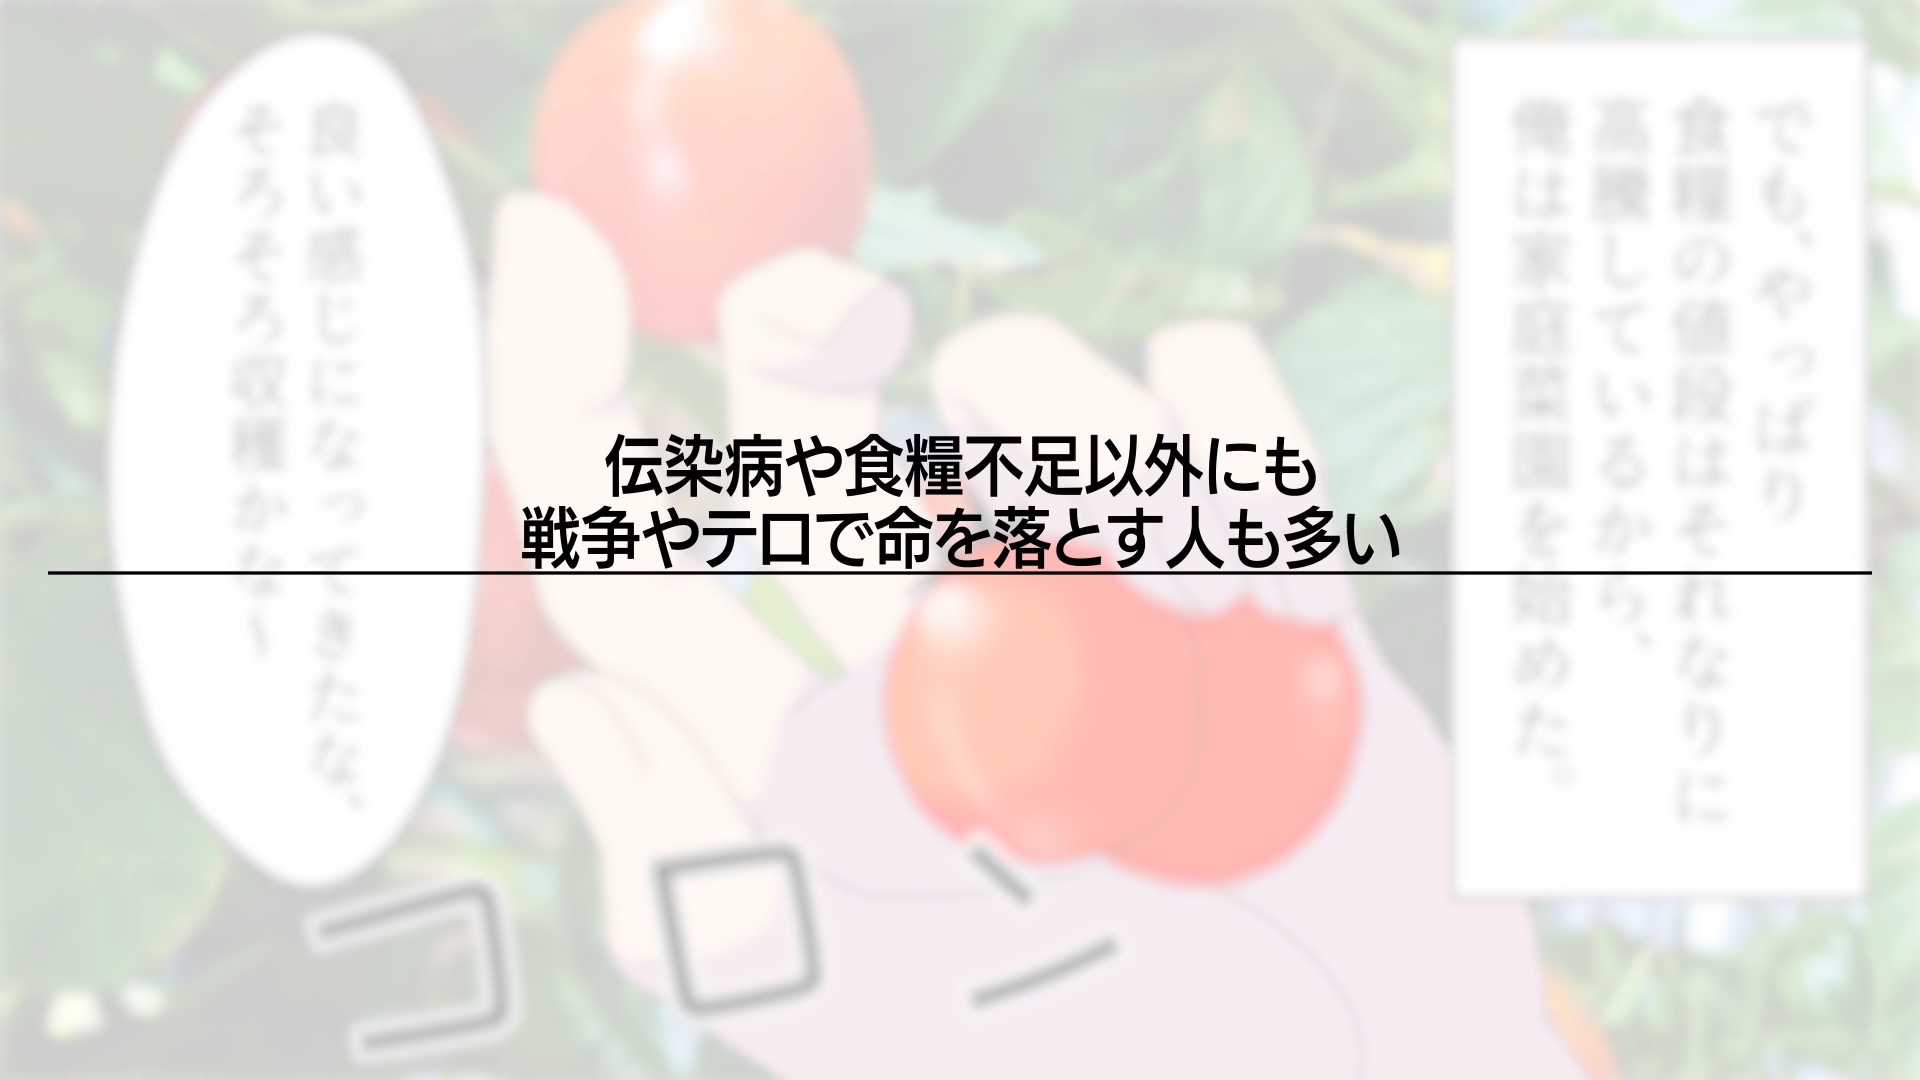 でも、やっぱり
食糧の値段はそれなりに
高騰しているから、
俺は家庭菜園を始めた。
伝染病や食糧不足以外にも
戦争やテロで命を落とす人も多い
良い感じになってきたな、
そろそろ収穫かな〜
コロン